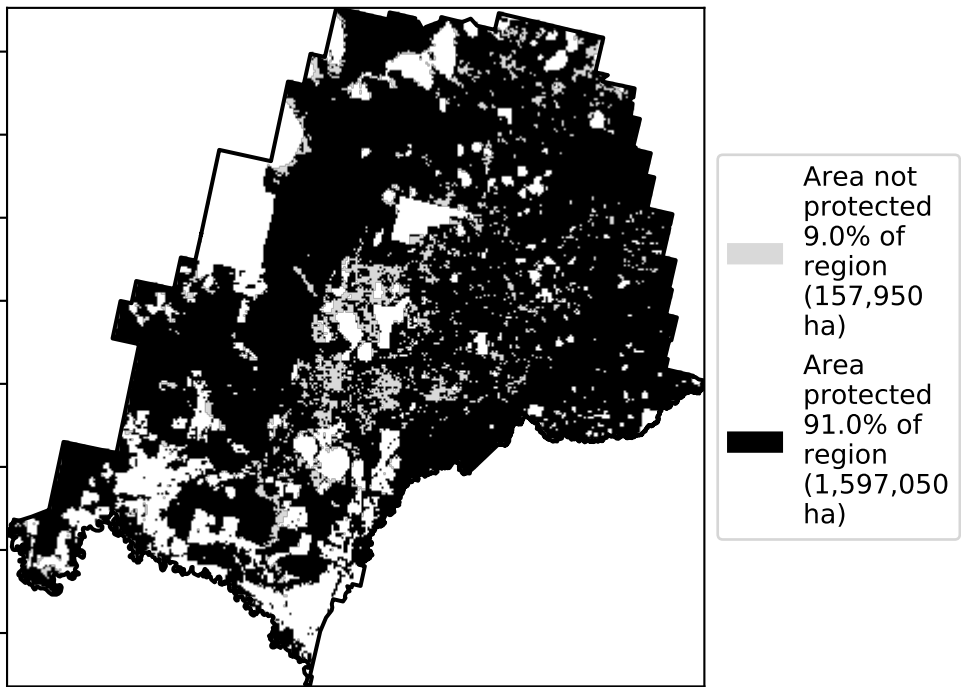 Area not
protected
9.0% of
region
(157,950
ha)
Area
protected
91.0% of
region
(1,597,050
ha)